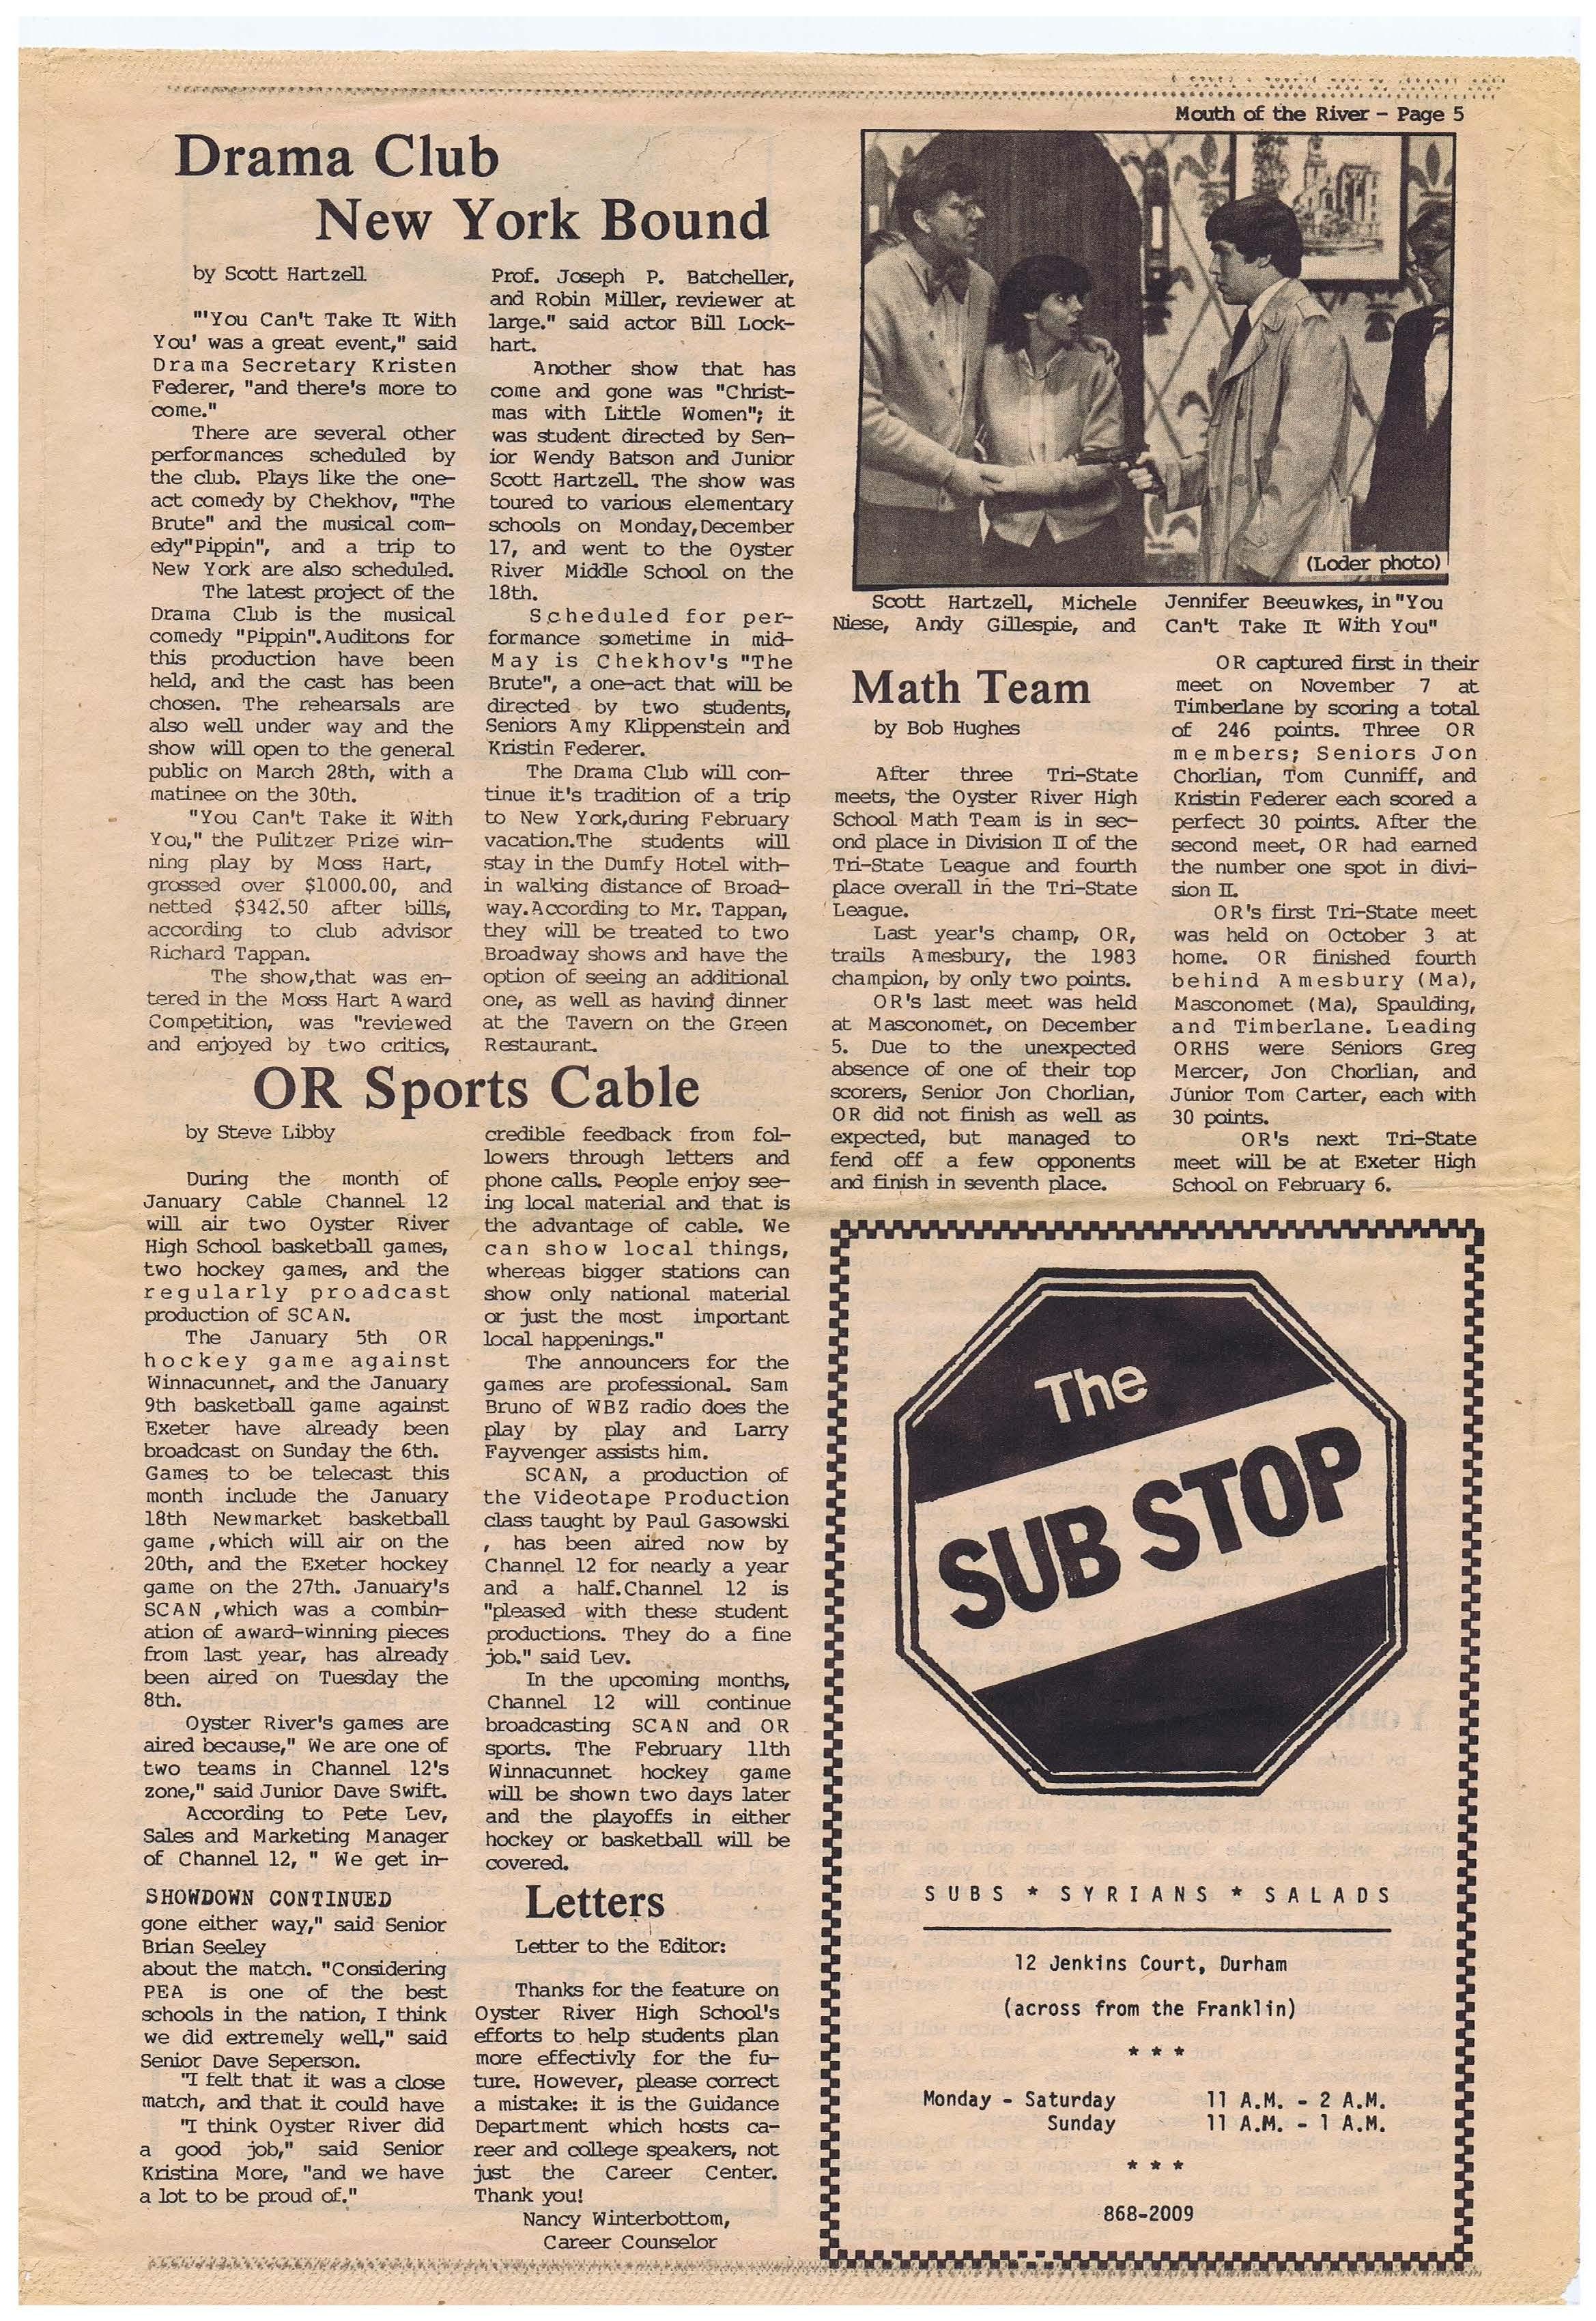 Mouth of the River - Page 5
Drama Club
New York Bound
by Scott Hartzell
"'You Can't Take It With
You' was a great event," said
Drama Secretary Kristen
Federer, "and there's more to
come."
There are several other
performances scheduled by
the club. Plays like the one-
act comedy by Chekhov, "The
Brute" and the musical com-
edy"Pippin", and a trip to
New York are also scheduled.
The latest project of the
Drama Club is the musical
comedy "Pippin".Auditons for
this production have been
held, and the cast has been
chosen. The rehearsals are
also well under way and the
show will open to the general
public on March 28th, with a
matinee on the 30th.
"You Can't Take it With
You," the Pulitzer Prize win-
ning play by Moss Hart,
grossed over $1000.00, and
netted $342.50 after bills,
according to club advisor
Richard Tappan.
The show,that was en-
tered in the Moss Hart Award
Competition, was "reviewed
and enjoyed by two critics,
Prof. Joseph P. Batcheller,
and Robin Miller, reviewer at
large." said actor Bill Lock-
hart.
Another show that has
come and gone was "Christ-
mas with Little Women"; it
was student directed by Sen-
ior Wendy Batson and Junior
Scott Hartzell. The show was
toured to various elementary
schools on Monday,December
17, and went to the Oyster
River Middle School on the
18th.
Scheduled for per-
formance sometime in mid-
May is Chekhov's "The
Brute", a one-act that will be
directed by two students,
Seniors Amy Klippenstein and
Kristin Federer.
The Drama Club will con-
tinue it's tradition of a trip
to New York,during February
vacation.The students will
stay in the Dumfy Hotel with-
in walking distance of Broad-
way.According to Mr. Tappan,
they will be treated to two
Broadway shows and have the
option of seeing an additional
one, as well as having dinner
at the Tavern on the Green
Restaurant.
(Loder photo)
Scott Hartzell, Michele
Niese, Andy Gillespie, and
Jennifer Beeuwkes, in "You
Can't Take It With You"
Math Team
by Bob Hughes
After three Tri-State
meets, the Oyster River High
School Math Team is in sec-
ond place in Division II of the
Tri-State League and fourth
place overall in the Tri-State
League.
Last year's champ, OR,
trails Amesbury, the 1983
champion, by only two points.
OR's last meet was held
at Masconomet, on December
5. Due to the unexpected
absence of one of their top
scorers, Senior Jon Chorlian,
OR did not finish as well as
expected, but managed to
fend off a few opponents
and finish in seventh place.
OR captured first in their
meet on November 7 at
Timberlane by scoring a total
of 246 points. Three OR
members; Seniors Jon
Chorlian, Tom Cunniff, and
Kristin Federer each scored a
perfect 30 points. After the
second meet, OR had earned
the number one spot in divi-
sion II.
OR's first Tri-State meet
was held on October 3 at
home. OR finished fourth
behind Amesbury (Ma),
Masconomet (Ma), Spaulding,
and Timberlane. Leading
ORHS were Seniors Greg
Mercer, Jon Chorlian, and
Junior Tom Carter, each with
30 points.
OR's next Tri-State
meet will be at Exeter High
School on February 6.
OR Sports Cable
by Steve Libby
During the month of
January Cable Channel 12
will air two Oyster River
High School basketball games,
two hockey games, and the
regularly proadcast
production of SCAN.
The January 5th OR
hockey game against
Winnacunnet, and the January
9th basketball game against
Exeter have already been
broadcast on Sunday the 6th.
Games to be telecast this
month include the January
18th Newmarket basketball
game ,which will air on the
20th, and the Exeter hockey
game on the 27th. January's
SCAN ,which was a combin-
ation of award-winning pieces
from last year, has already
been aired on Tuesday the
8th.
Oyster River's games are
aired because," We are one of
two teams in Channel 12's
zone," said Junior Dave Swift.
According to Pete Lev,
Sales and Marketing Manager
of Channel 12, " We get in-
credible feedback from fol-
lowers through letters and
phone calls. People enjoy see-
ing local material and that is
the advantage of cable. We
can show local things,
whereas bigger stations can
show only national material
or just the most important
local happenings."
The announcers for the
games are professional. Sam
Bruno of WBZ radio does the
play by play and Larry
Fayvenger assists him.
SCAN, a production of
the Videotape Production
class taught by Paul Gasowski
, has been aired now by
Channel 12 for nearly a year
and a half.Channel 12 is
"pleased with these student
productions. They do a fine
job." said Lev.
In the upcoming months,
Channel 12 will continue
broadcasting SCAN and OR
sports. The February 11th
Winnacunnet hockey game
will be shown two days later
and the playoffs in either
hockey or basketball will be
covered.
SHOWDOWN CONTINUED
gone either way," said Senior
Brian Seeley
about the match. "Considering
PEA is one of the best
schools in the nation, I think
we did extremely well," said
Senior Dave Seperson.
"I felt that it was a close
match, and that it could have
"I think Oyster River did
a good job," said Senior
Kristina More, "and we have
a lot to be proud of."
Letters
Letter to the Editor:
Thanks for the feature on
Oyster River High School's
efforts to help students plan
more effectivly for the fu-
ture. However, please correct
a mistake: it is the Guidance
Department which hosts ca-
reer and college speakers, not
just the Career Center.
Thank you!
Nancy Winterbottom,
Career Counselor
The
SUB STOP
SUBS * SYRIANS * SALADS
12 Jenkins Court, Durham
(across from the Franklin)
* * *
Monday - Saturday 11 A.M. - 2 A.M.
Sunday 11 A.M. - 1 A.M.
* * *
868-2009